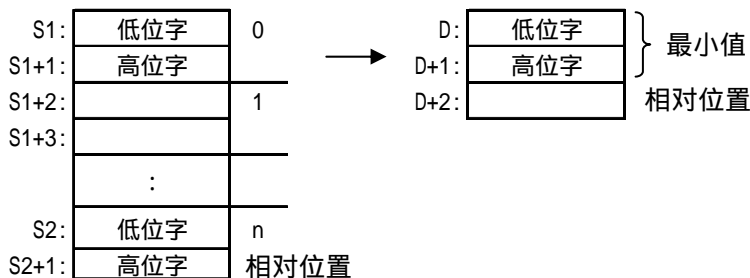 S1: 低位字 0
S1+1: 高位字
S1+2: 1
S1+3:
:
S2: 低位字 n
S2+1: 高位字 相对位置
D: 低位字
D+1: 高位字
最小值
D+2: 相对位置